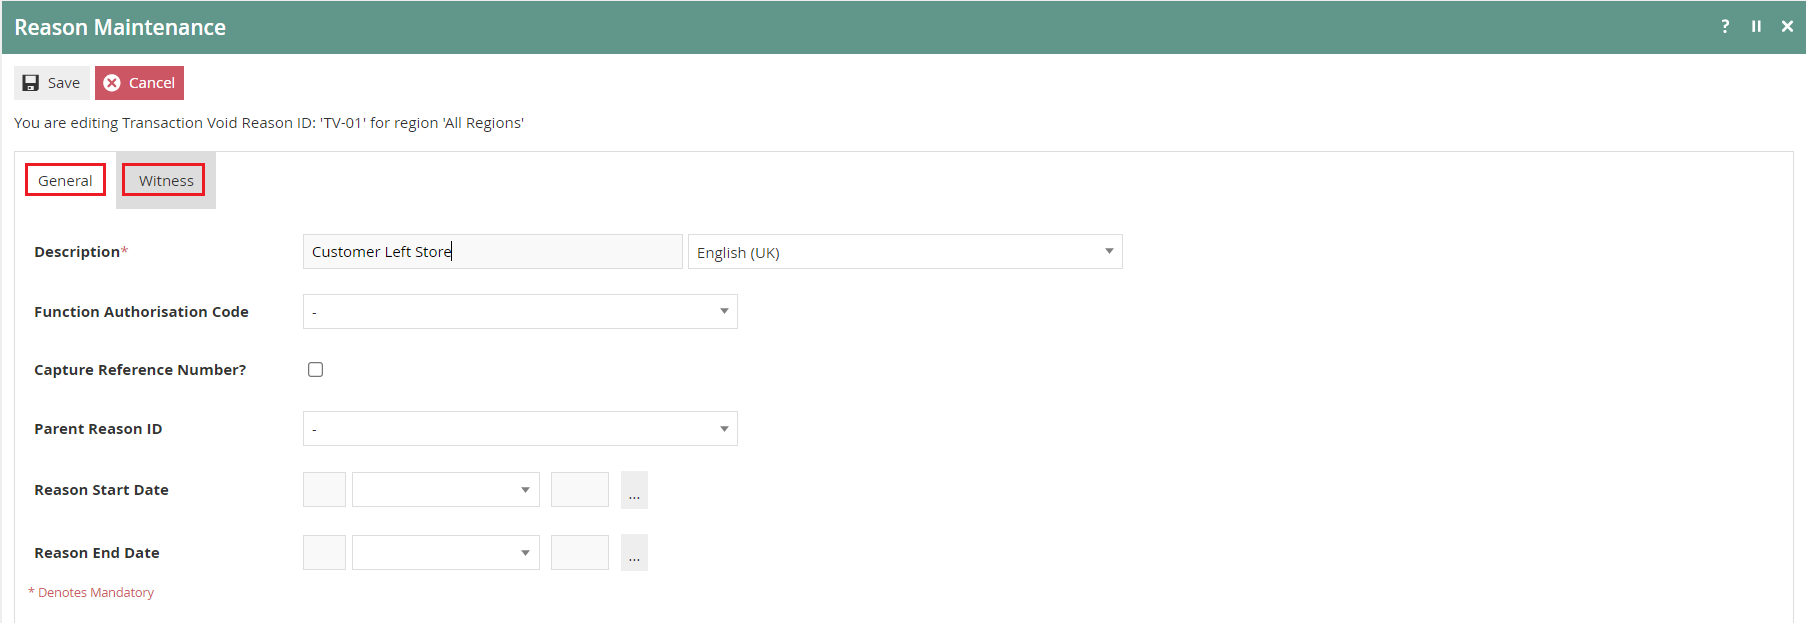 Reason Maintenance ?
Save Cancel
You are editing Transaction Void Reason ID: 'TV-01' for region 'All Regions'
General Witness
Description* Customer Left Store English (UK)
Function Authorisation Code -
Capture Reference Number?
Parent Reason ID -
Reason Start Date ...
Reason End Date ...
* Denotes Mandatory